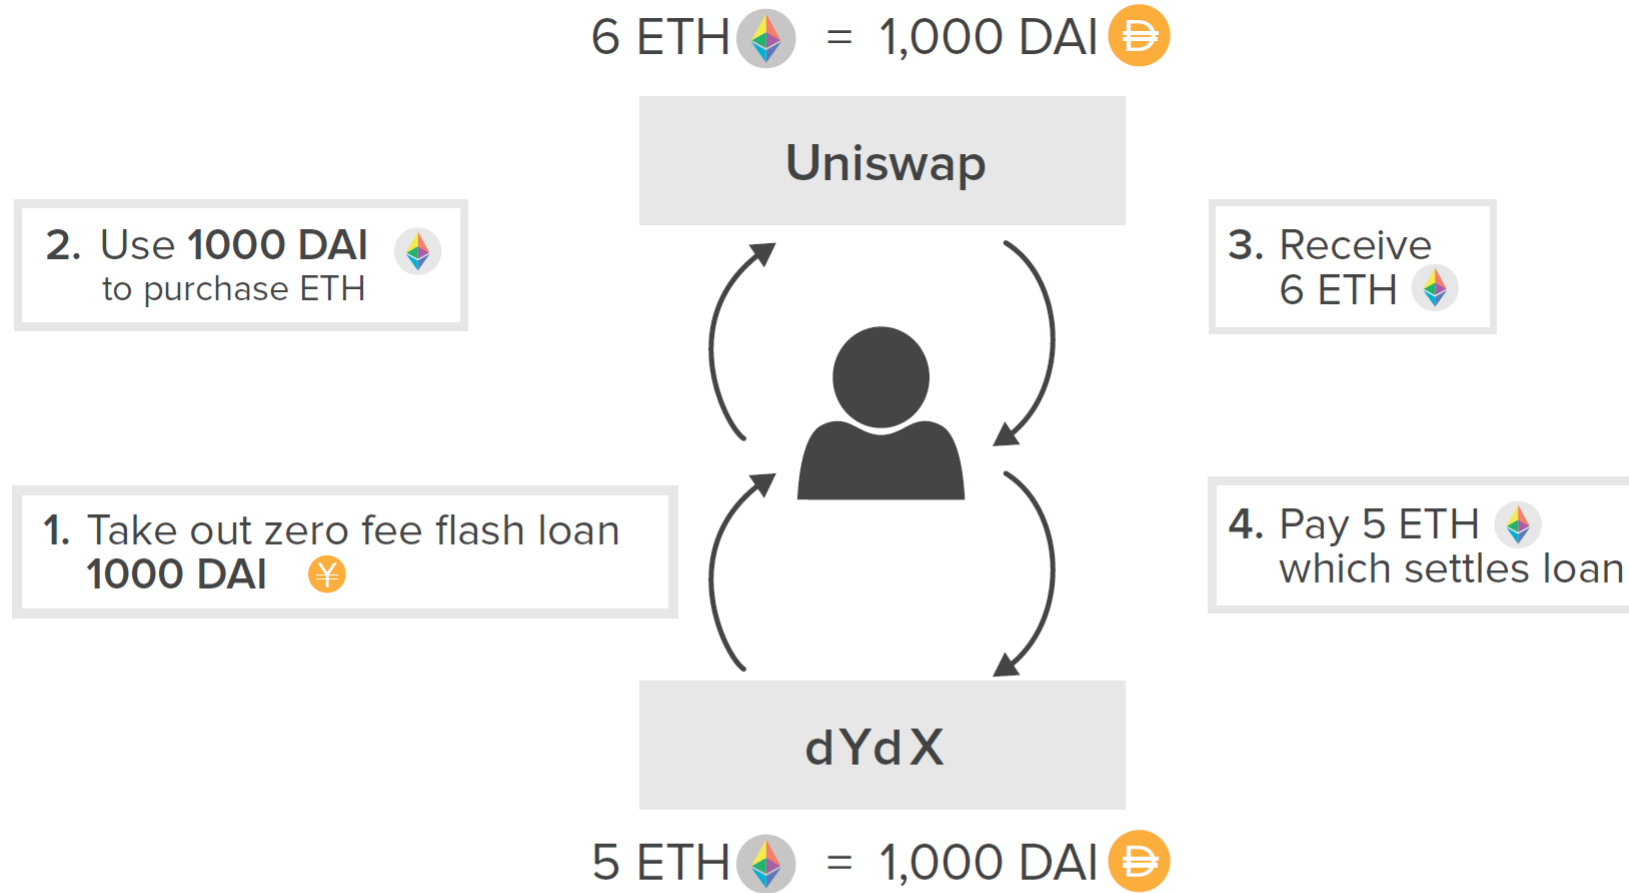 6 ETH = 1,000 DAI
Uniswap
2. Use 1000 DAI
to purchase ETH
3. Receive
6 ETH
1. Take out zero fee flash loan
1000 DAI ¥
4. Pay 5 ETH
which settles loan
dYdX
5 ETH = 1,000 DAI